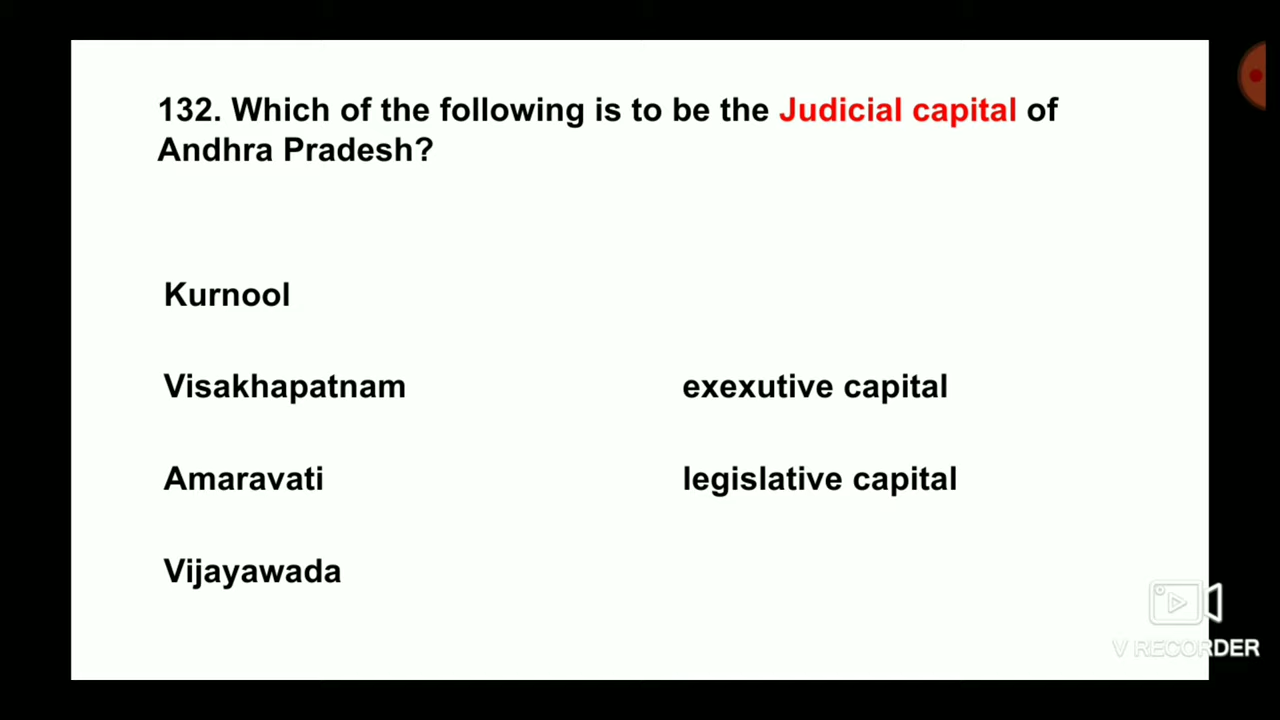 132. Which of the following is to be the Judicial capital of
Andhra Pradesh?
Kurnool
Visakhapatnam exexutive capital
Amaravati legislative capital
Vijayawada
V RECORDER